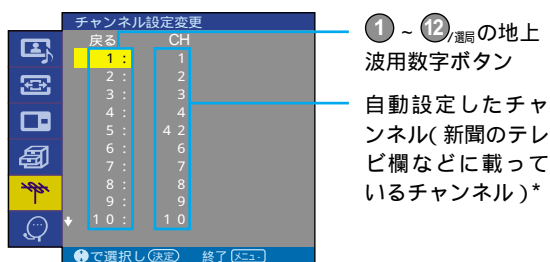 チャンネル設定変更
戻る CH
1 : 1
2 : 2
3 : 3
4 : 4
5 : 42
6 : 6
7 : 7
8 : 8
9 : 9
10 : 10
で選択し 決定 終了 メニュー
1 ~ 12/選局の地上
波用数字ボタン
自動設定したチャ
ンネル(新聞のテレ
ビ欄などに載って
いるチャンネル)*